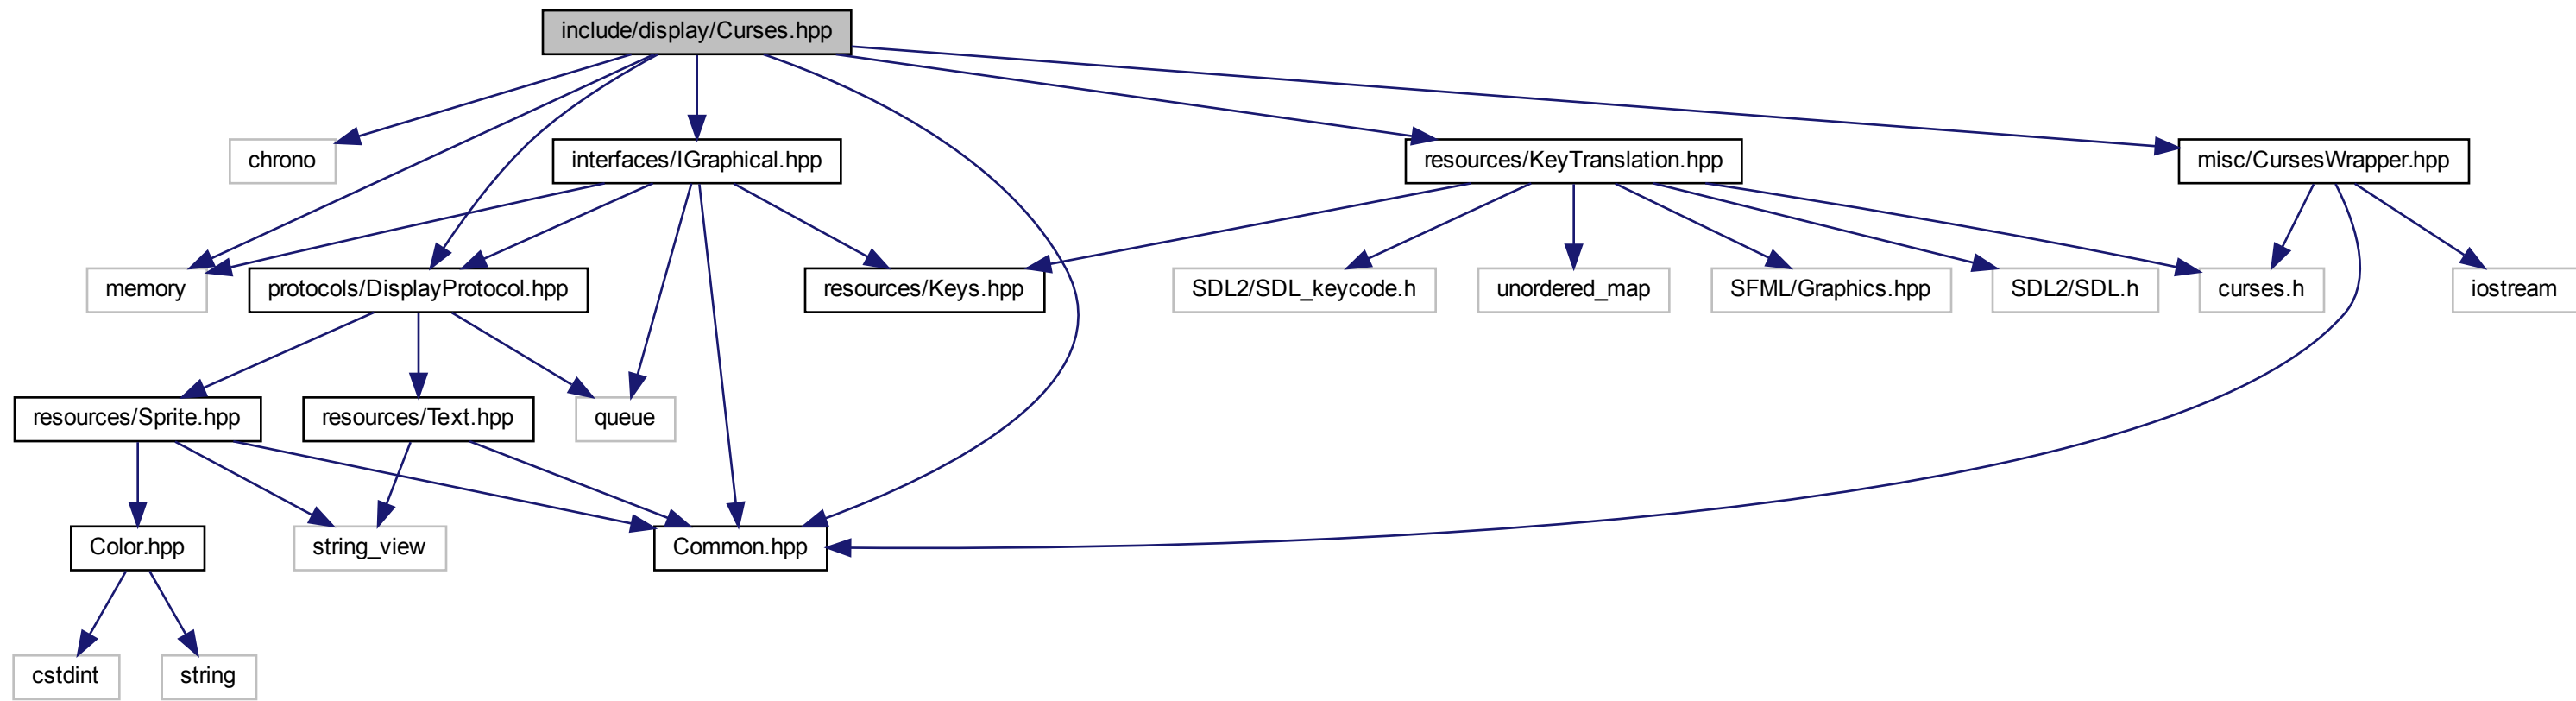 include/display/Curses.hpp
chrono
interfaces/IGraphical.hpp
resources/KeyTranslation.hpp
misc/CursesWrapper.hpp
memory
protocols/DisplayProtocol.hpp
resources/Keys.hpp
SDL2/SDL_keycode.h
unordered_map
SFML/Graphics.hpp
SDL2/SDL.h
curses.h
iostream
resources/Sprite.hpp
resources/Text.hpp
queue
Color.hpp
string_view
Common.hpp
cstdint
string